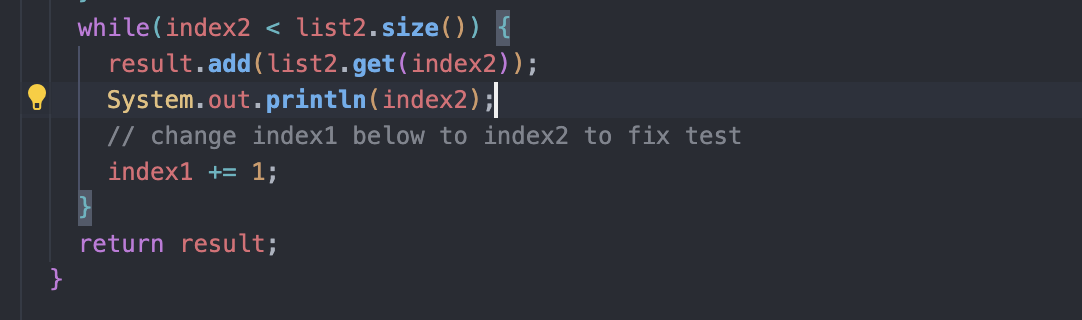 while(index2 < list2.size()) {
result.add(list2.get(index2));
System.out.println(index2);
// change index1 below to index2 to fix test
index1 += 1;
}
return result;
}